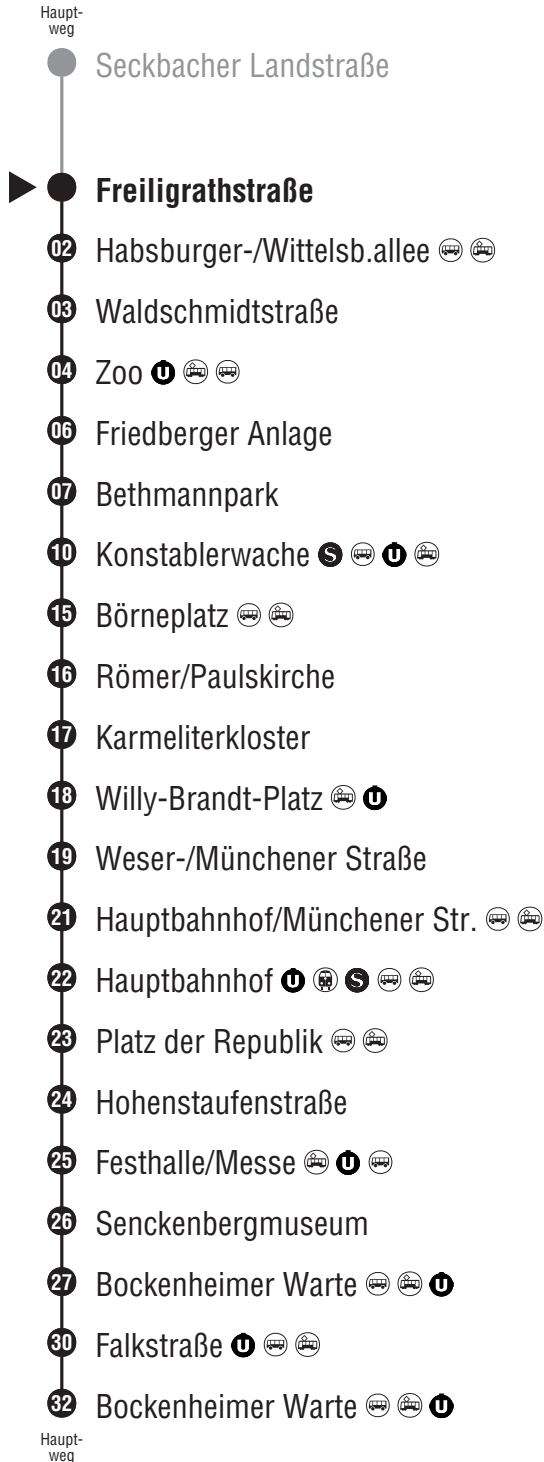 Haupt-
weg
Seckbacher Landstraße
Freiligrathstraße
02 Habsburger-/Wittelsb.allee
03 Waldschmidtstraße
04 Zoo U
06 Friedberger Anlage
07 Bethmannpark
10 Konstablerwache S U
15 Börneplatz
16 Römer/Paulskirche
17 Karmeliterkloster
18 Willy-Brandt-Platz U
19 Weser-/Münchener Straße
21 Hauptbahnhof/Münchener Str.
22 Hauptbahnhof U S
23 Platz der Republik
24 Hohenstaufenstraße
25 Festhalle/Messe U
26 Senckenbergmuseum
27 Bockenheimer Warte U
30 Falkstraße U
32 Bockenheimer Warte U
Haupt-
weg